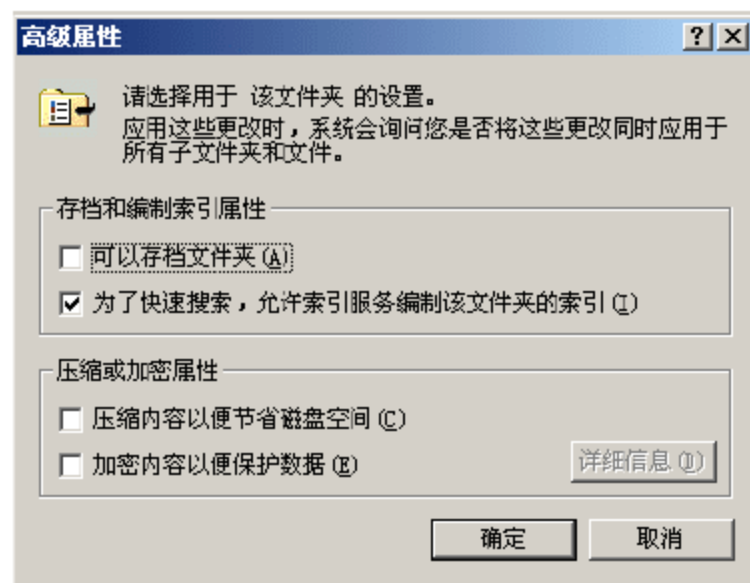 高级属性
请选择用于 该文件夹 的设置。
应用这些更改时，系统会询问您是否将这些更改同时应用于
所有子文件夹和文件。
存档和编制索引属性
可以存档文件夹(A)
为了快速搜索，允许索引服务编制该文件夹的索引(I)
压缩或加密属性
压缩内容以便节省磁盘空间(C)
加密内容以便保护数据(E)
详细信息(D)
确定
取消